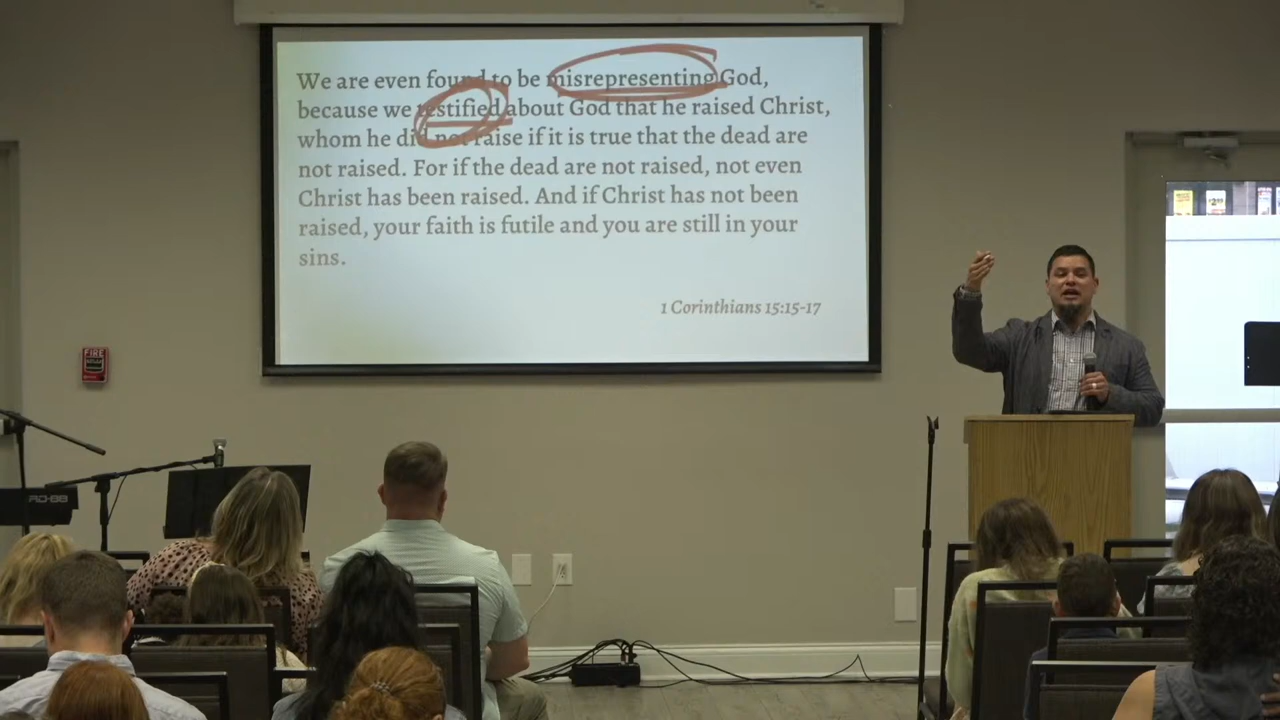 We are even found to be misrepresenting God,
because we testified about God that he raised Christ,
whom he did not raise if it is true that the dead are
not raised. For if the dead are not raised, not even
Christ has been raised. And if Christ has not been
raised, your faith is futile and you are still in your
sins.
1 Corinthians 15:15-17
FIRE
RD-88